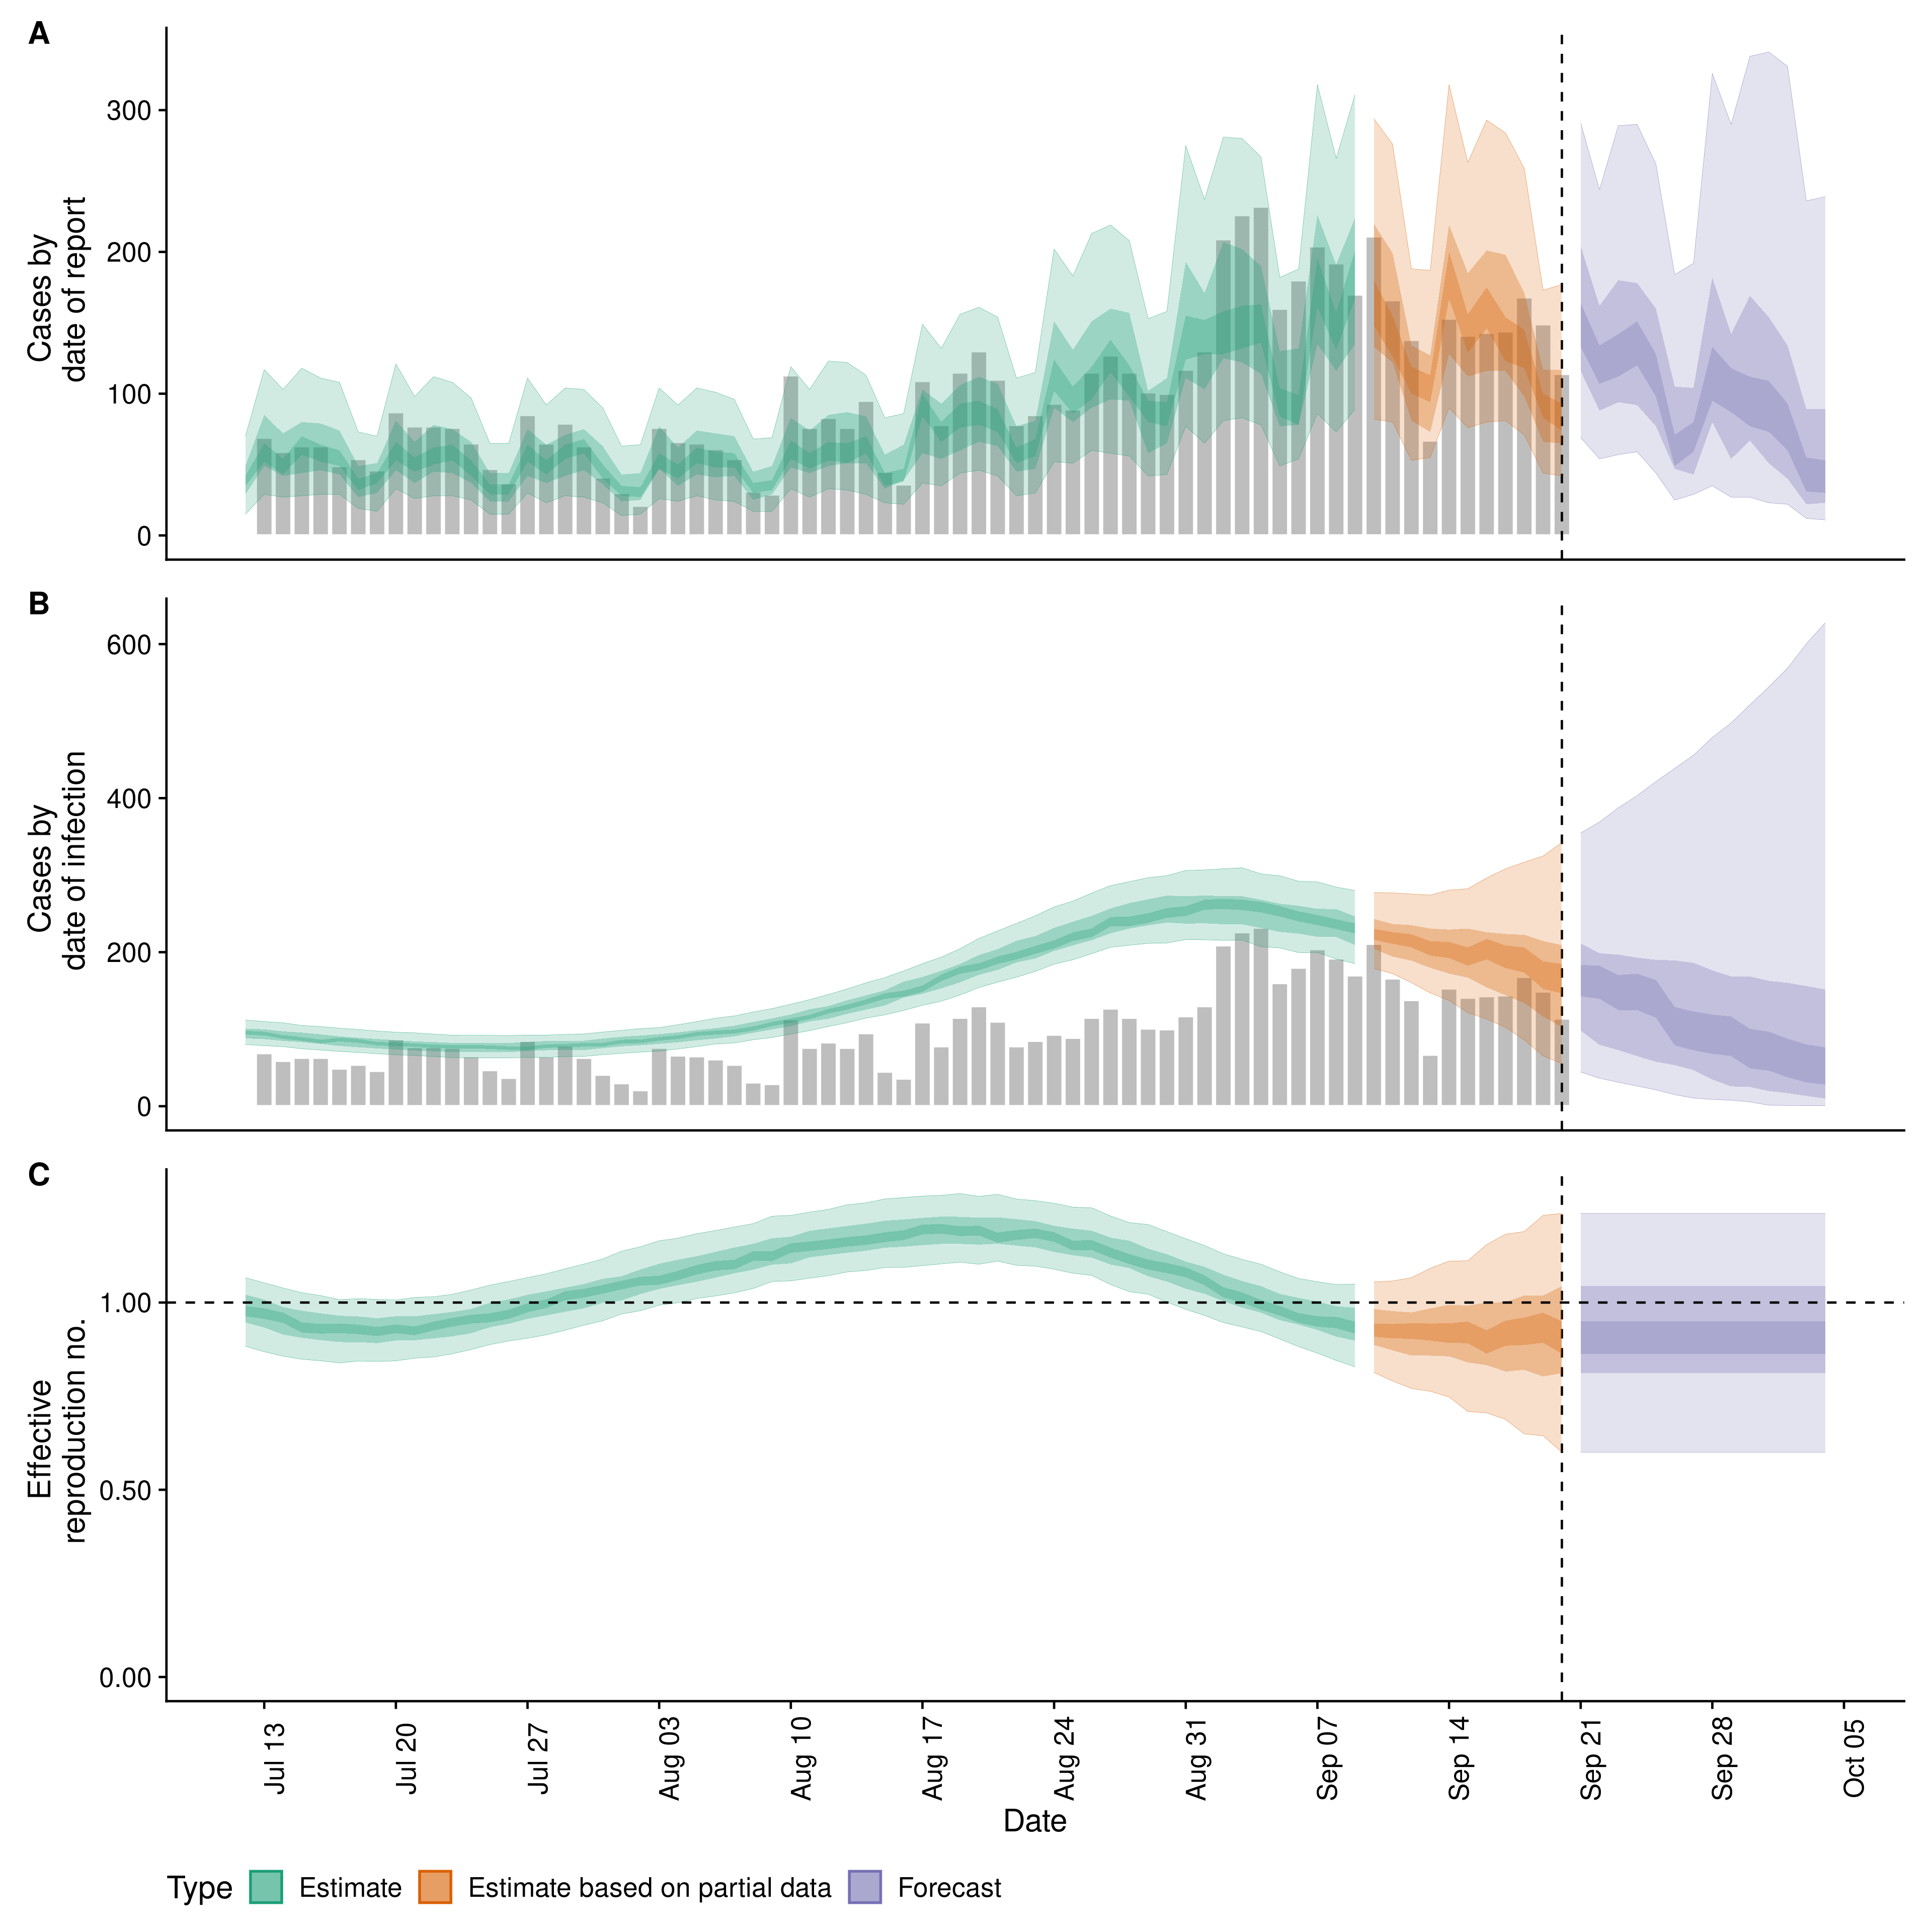 A
300
200
100
0
Cases by
date of report
B
600
400
200
0
Cases by
date of infection
C
1.00
0.50
0.00
Effective
reproduction no.
Jul 13
Jul 20
Jul 27
Aug 03
Aug 10
Aug 17
Aug 24
Aug 31
Sep 07
Sep 14
Sep 21
Sep 28
Oct 05
Date
Type Estimate Estimate based on partial data Forecast